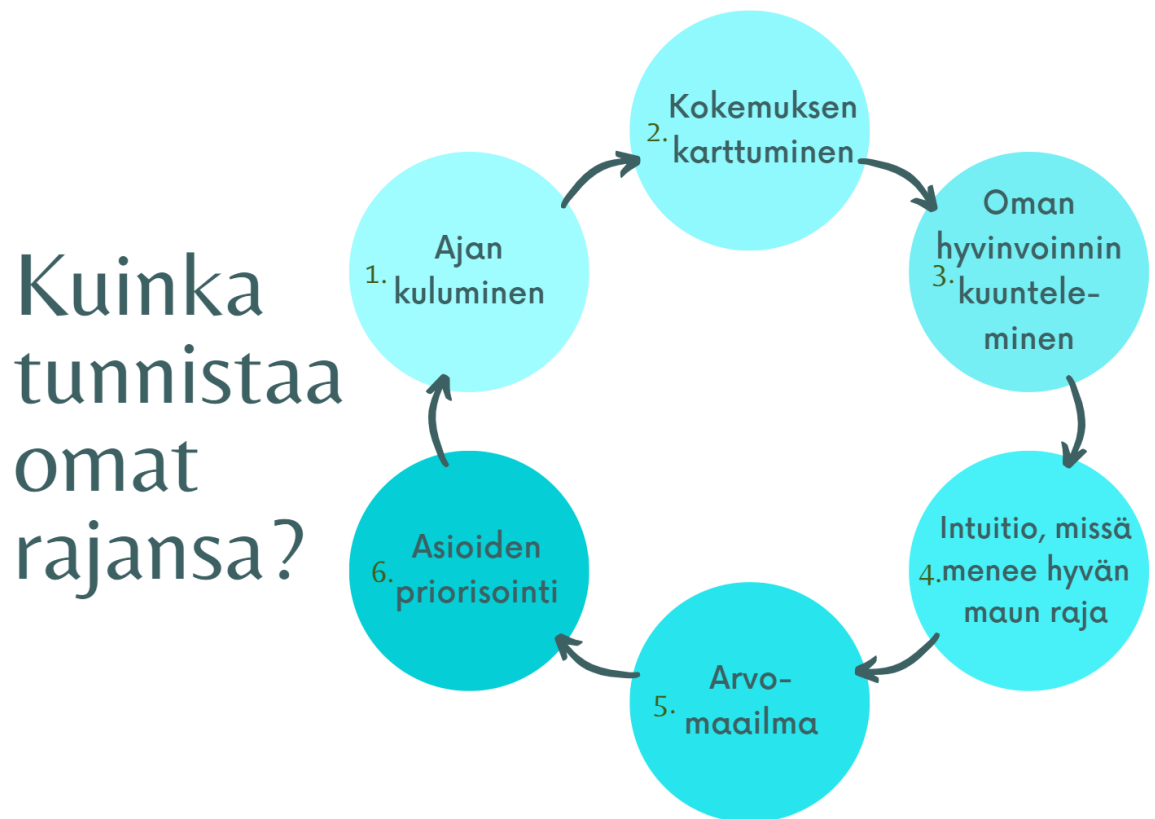 Kuinka
tunnistaa
omat
rajansa?
1. Ajan
kuluminen
2. Kokemuksen
karttuminen
3. Oman
hyvinvoinnin
kuuntele-
minen
4. Intuitio, missä
menee hyvän
maun raja
5. Arvo-
maailma
6. Asioiden
priorisointi